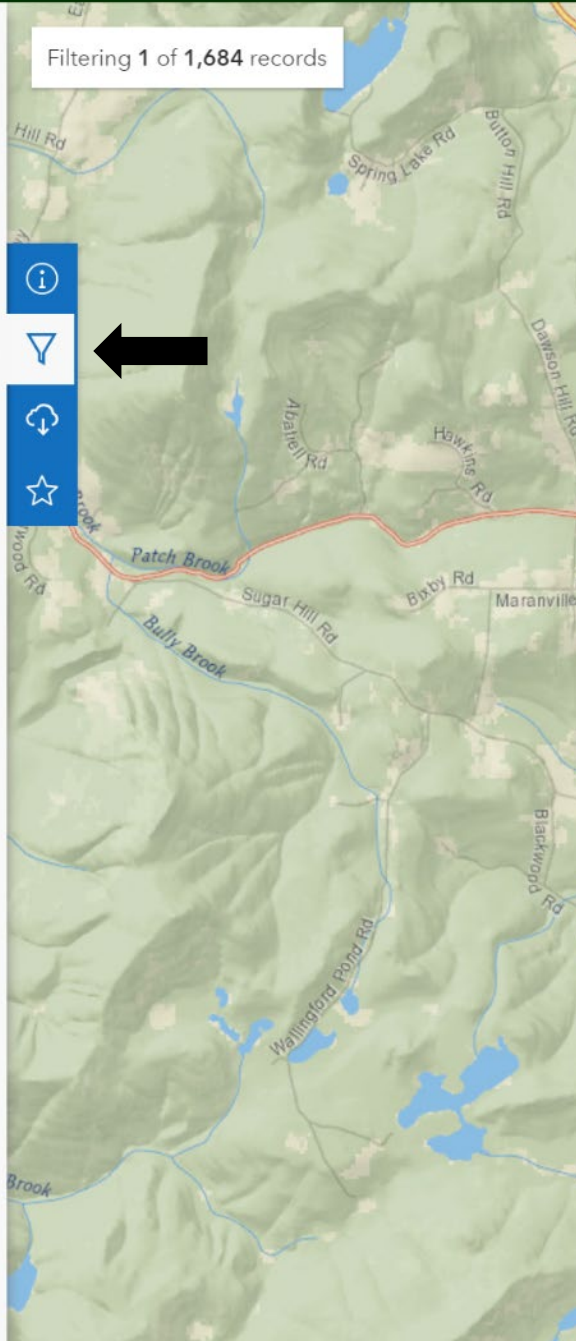 Filtering 1 of 1,684 records
Hill Rd
Spring Lake Rd
Button Hill Rd
Dawson Hill Rd
Abatiell Rd
Hawkins Rd
Brook
wood Rd
Patch Brook
Sugar Hill Rd
Bixby Rd
Maranville
Bully Brook
Blackwood Rd
Wallingford Pond Rd
Brook